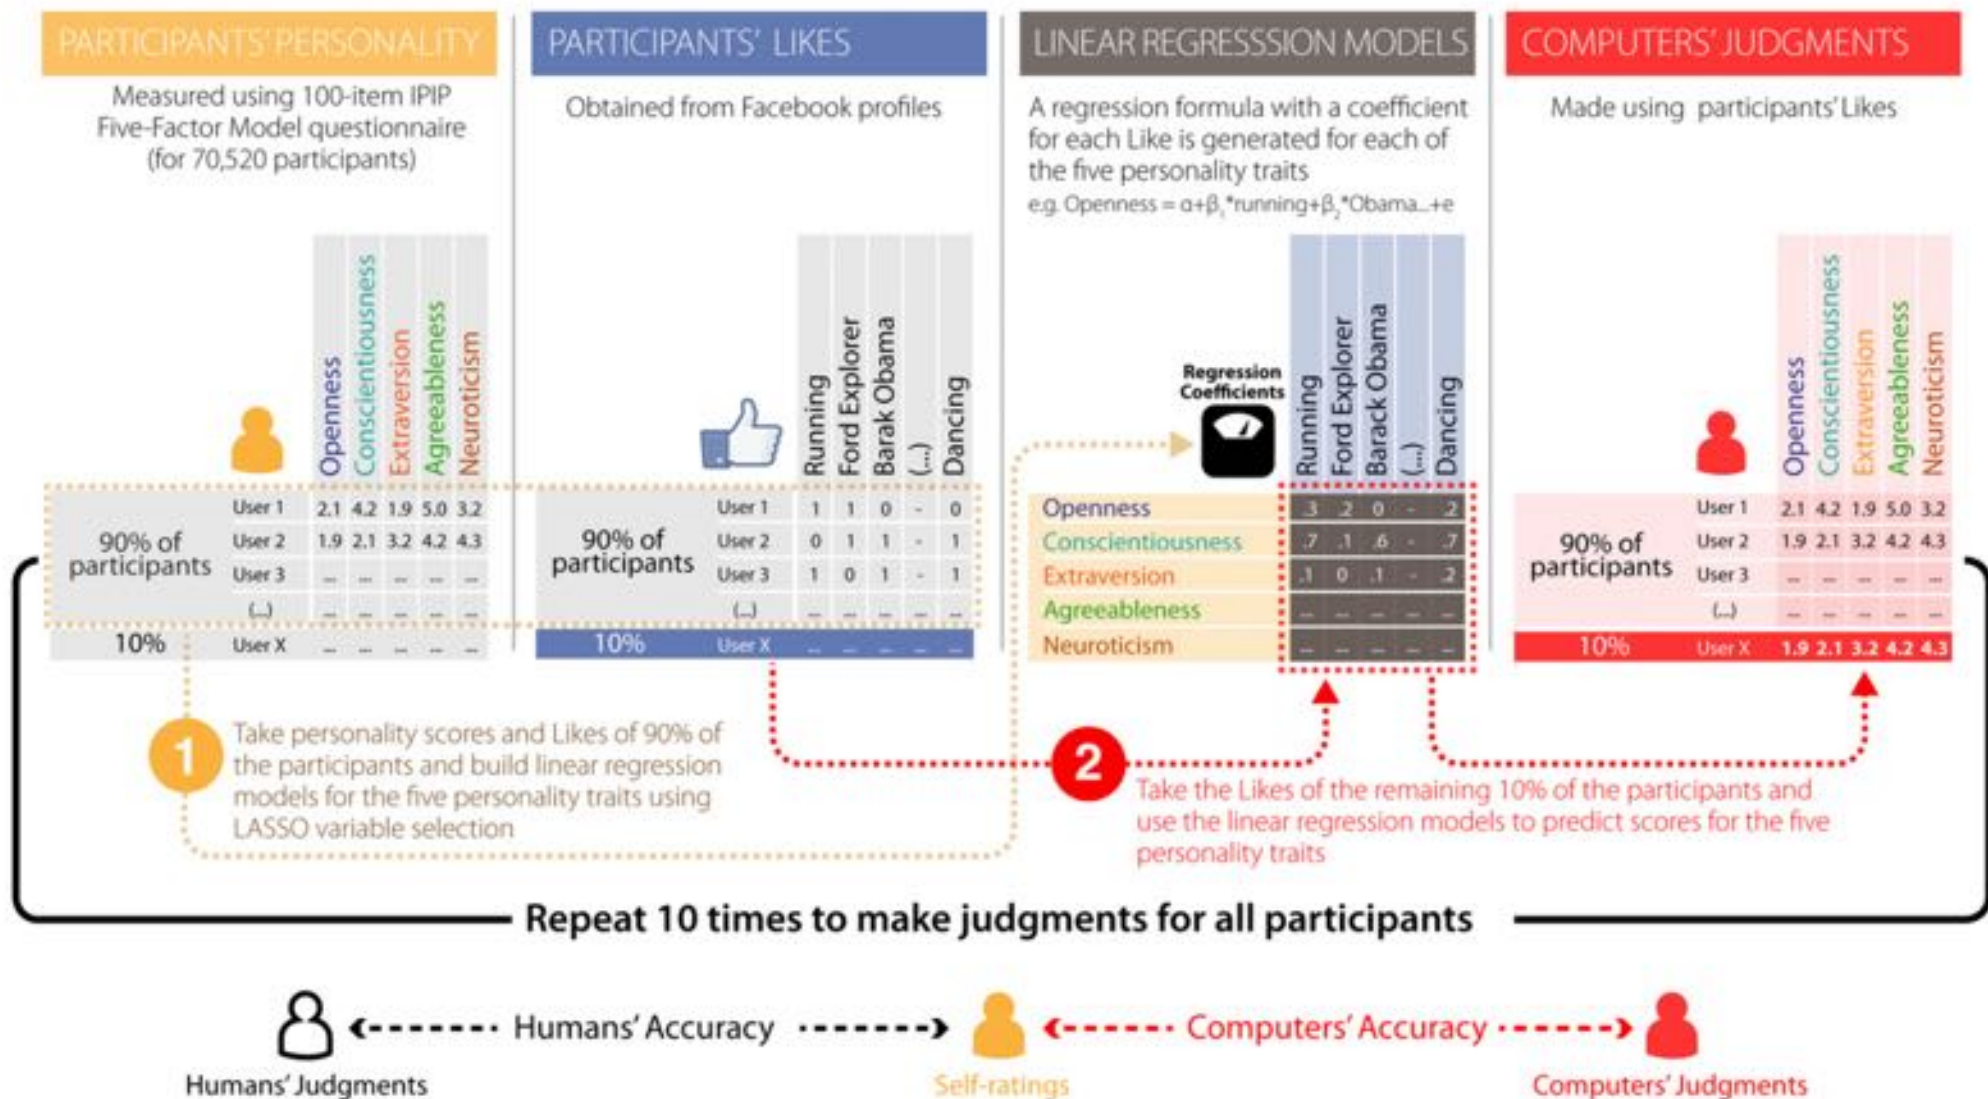 PARTICIPANTS' PERSONALITY
Measured using 100-item IPIP
Five-Factor Model questionnaire
(for 70,520 participants)
Openness
Conscientiousness
Extraversion
Agreeableness
Neuroticism
90% of
participants
User 1 2.1 4.2 1.9 5.0 3.2
User 2 1.9 2.1 3.2 4.2 4.3
User 3 ... ... ... ... ...
(...) ... ... ... ... ...
10% User X ... ... ... ... ...
PARTICIPANTS' LIKES
Obtained from Facebook profiles
Running
Ford Explorer
Barak Obama
(...)
Dancing
90% of
participants
User 1 1 1 0 - 0
User 2 0 1 1 - 1
User 3 1 0 1 - 1
(...) ... ... ... ... ...
10% User X ... ... ... ... ...
LINEAR REGRESSSION MODELS
A regression formula with a coefficient
for each Like is generated for each of
the five personality traits
e.g. Openness = α+β₁*running+β₂*Obama...+e
Regression
Coefficients
Running
Ford Explorer
Barack Obama
(...)
Dancing
Openness .3 .2 0 - .2
Conscientiousness .7 .1 .6 - .7
Extraversion .1 0 .1 - .2
Agreeableness ... ... ... ... ...
Neuroticism ... ... ... ... ...
COMPUTERS' JUDGMENTS
Made using participants' Likes
Openness
Conscientiousness
Extraversion
Agreeableness
Neuroticism
90% of
participants
User 1 2.1 4.2 1.9 5.0 3.2
User 2 1.9 2.1 3.2 4.2 4.3
User 3 ... ... ... ... ...
(...) ... ... ... ... ...
10% User X 1.9 2.1 3.2 4.2 4.3
1
Take personality scores and Likes of 90% of
the participants and build linear regression
models for the five personality traits using
LASSO variable selection
2
Take the Likes of the remaining 10% of the participants and
use the linear regression models to predict scores for the five
personality traits
Repeat 10 times to make judgments for all participants
Humans' Accuracy
Computers' Accuracy
Humans' Judgments
Self-ratings
Computers' Judgments